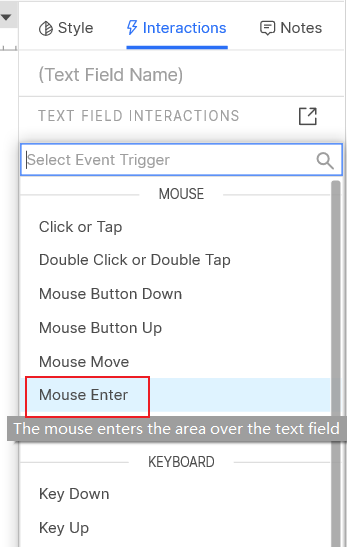 Style Interactions Notes
(Text Field Name)
TEXT FIELD INTERACTIONS
Select Event Trigger
MOUSE
Click or Tap
Double Click or Double Tap
Mouse Button Down
Mouse Button Up
Mouse Move
Mouse Enter
The mouse enters the area over the text field
KEYBOARD
Key Down
Key Up